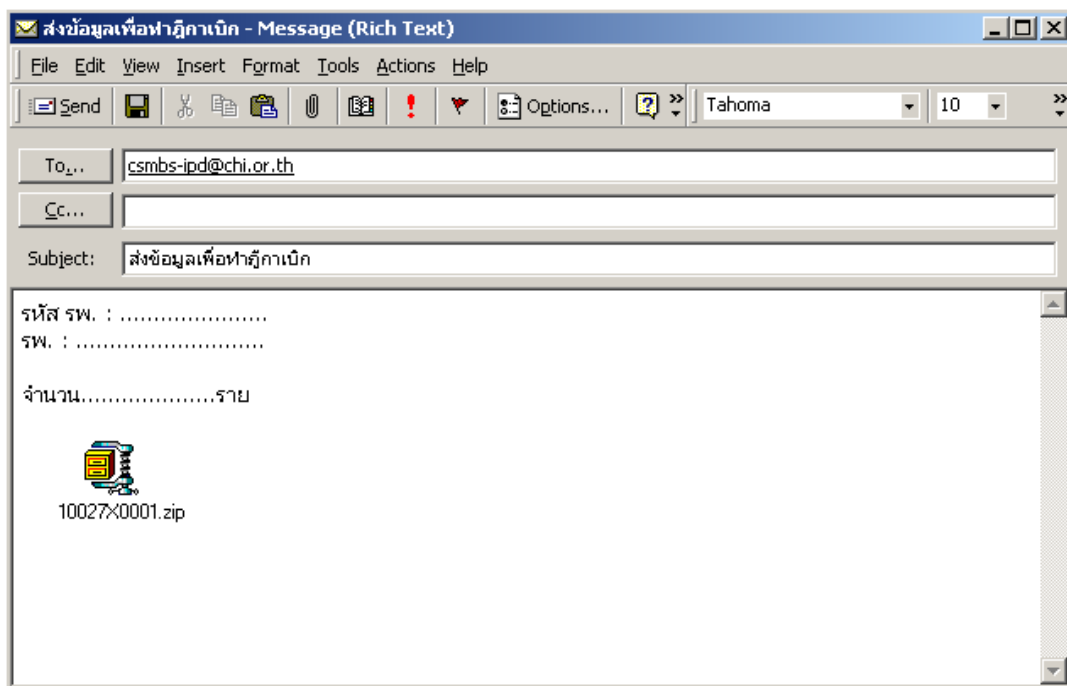 ส่งข้อมูลเพื่อทำฎีกาเบิก - Message (Rich Text)
File Edit View Insert Format Tools Actions Help
Send Options... Tahoma 10
To... csmbs-ipd@chi.or.th
Cc...
Subject: ส่งข้อมูลเพื่อทำฎีกาเบิก
รหัส รพ. : ......................
รพ. : ............................
จำนวน....................ราย
10027X0001.zip